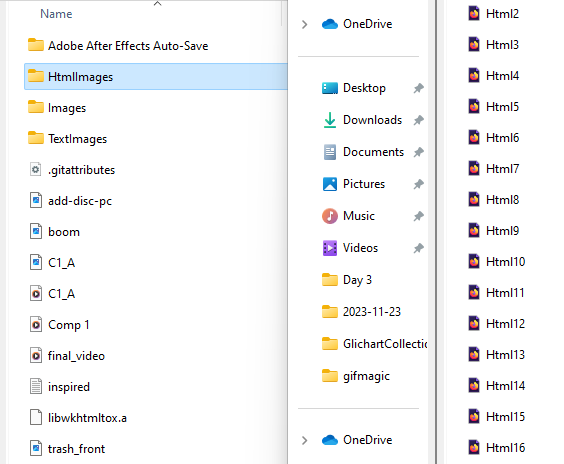 Name
Adobe After Effects Auto-Save
HtmlImages
Images
TextImages
.gitattributes
add-disc-pc
boom
C1_A
C1_A
Comp 1
final_video
inspired
libwkhtmltox.a
trash_front
OneDrive
Desktop
Downloads
Documents
Pictures
Music
Videos
Day 3
2023-11-23
GlichartCollectio
gifmagic
OneDrive
Html2
Html3
Html4
Html5
Html6
Html7
Html8
Html9
Html10
Html11
Html12
Html13
Html14
Html15
Html16